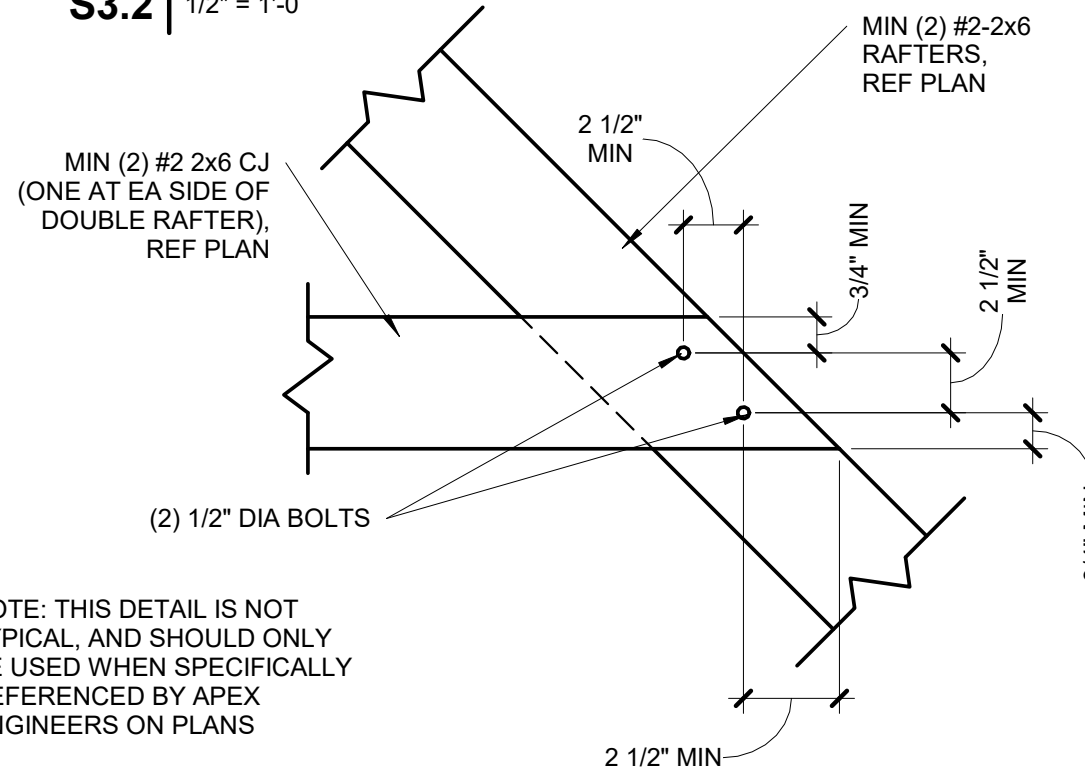 S3.2
1/2" = 1'-0
MIN (2) #2-2x6
RAFTERS,
REF PLAN
2 1/2"
MIN
MIN (2) #2 2x6 CJ
(ONE AT EA SIDE OF
DOUBLE RAFTER),
REF PLAN
3/4" MIN
2 1/2"
MIN
(2) 1/2" DIA BOLTS
OTE: THIS DETAIL IS NOT
YPICAL, AND SHOULD ONLY
E USED WHEN SPECIFICALLY
EFERENCED BY APEX
NGINEERS ON PLANS
2 1/2" MIN